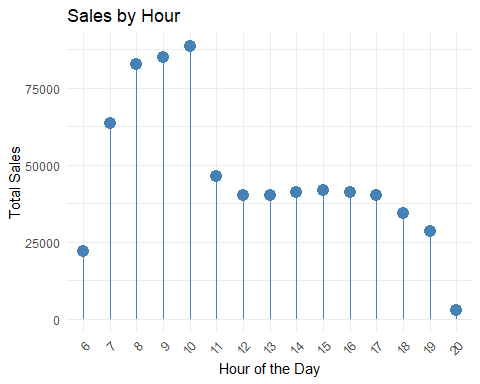 Sales by Hour
Total Sales
75000
50000
25000
0
6 7 8 9 10 11 12 13 14 15 16 17 18 19 20
Hour of the Day